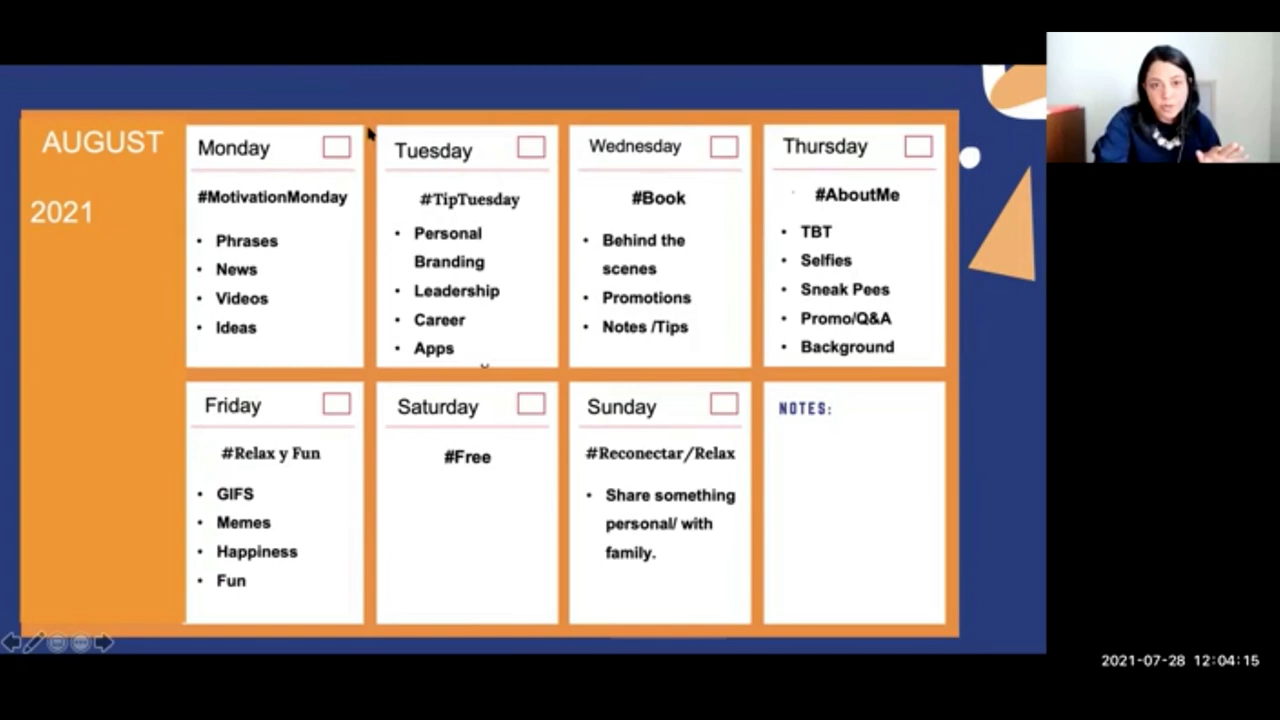 AUGUST
2021
Monday
#MotivationMonday
• Phrases
• News
• Videos
• Ideas
Tuesday
#TipTuesday
• Personal
Branding
• Leadership
• Career
• Apps
Wednesday
#Book
• Behind the
scenes
• Promotions
• Notes /Tips
Thursday
#AboutMe
• TBT
• Selfies
• Sneak Pees
• Promo/Q&A
• Background
Friday
#Relax y Fun
• GIFS
• Memes
• Happiness
• Fun
Saturday
#Free
Sunday
#Reconectar/Relax
• Share something
personal/ with
family.
NOTES:
2021-07-28 12:04:15